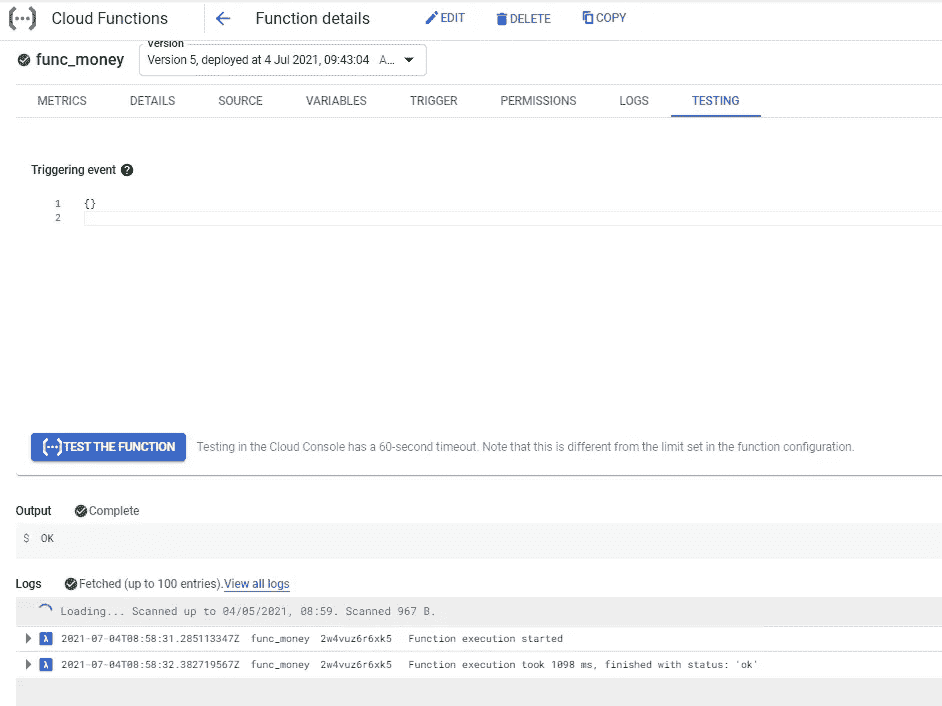 Cloud Functions
Function details
EDIT
DELETE
COPY
func_money
Version
Version 5, deployed at 4 Jul 2021, 09:43:04 A...
METRICS DETAILS SOURCE VARIABLES TRIGGER PERMISSIONS LOGS TESTING
Triggering event
1 {}
2
TEST THE FUNCTION
Testing in the Cloud Console has a 60-second timeout. Note that this is different from the limit set in the function configuration.
Output Complete
$ OK
Logs Fetched (up to 100 entries). View all logs
Loading... Scanned up to 04/05/2021, 08:59. Scanned 967 B.
2021-07-04T08:58:31.285113347Z func_money 2w4vuz6r6xk5 Function execution started
2021-07-04T08:58:32.382719567Z func_money 2w4vuz6r6xk5 Function execution took 1098 ms, finished with status: 'ok'